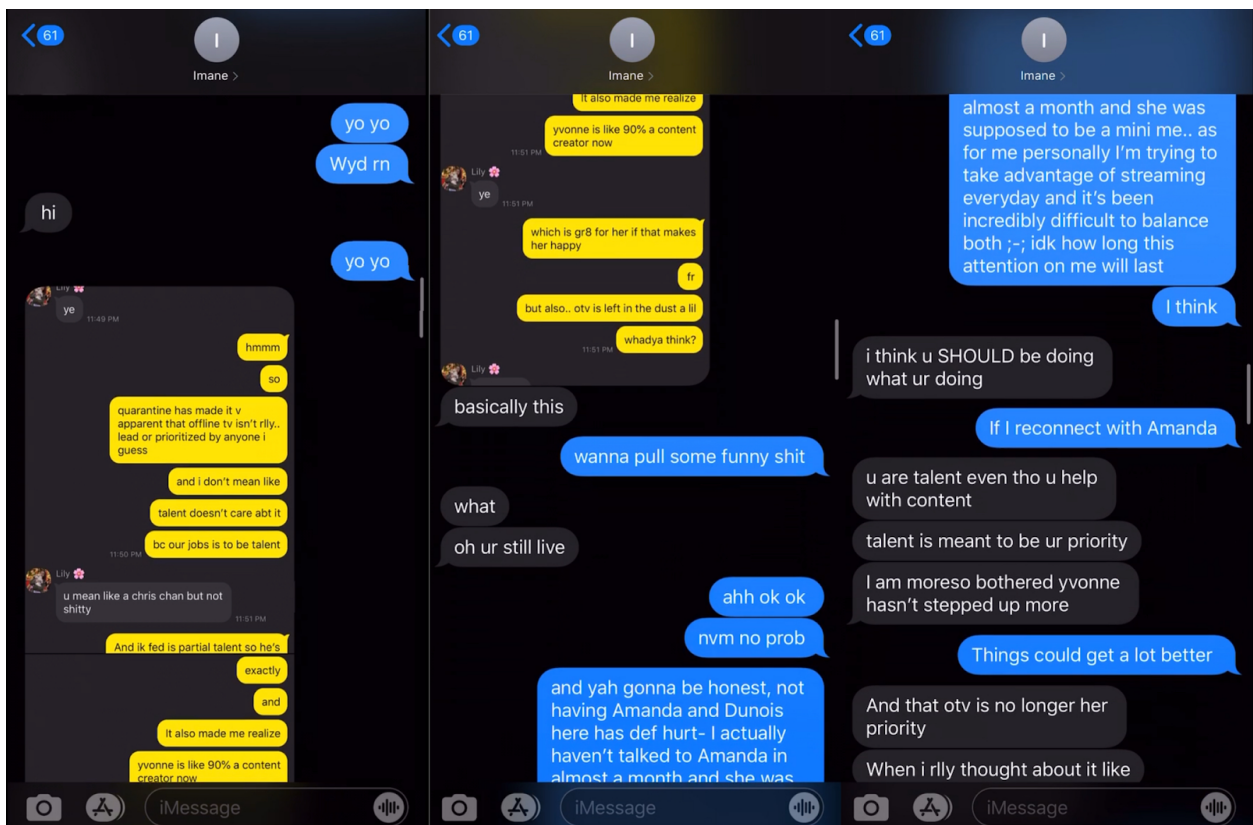 61
I
Imane >
yo yo
Wyd rn
hi
yo yo
Lily 🌸
ye
11:49 PM
hmmm
so
quarantine has made it v
apparent that offline tv isn't rlly..
lead or prioritized by anyone i
guess
and i don't mean like
talent doesn't care abt it
bc our jobs is to be talent
11:50 PM
Lily 🌸
u mean like a chris chan but not
shitty
11:51 PM
And ik fed is partial talent so he's
exactly
and
It also made me realize
yvonne is like 90% a content
creator now
iMessage
61
I
Imane >
It also made me realize
yvonne is like 90% a content
creator now
11:51 PM
Lily 🌸
ye
11:51 PM
which is gr8 for her if that makes
her happy
fr
but also.. otv is left in the dust a lil
whadya think?
11:51 PM
Lily 🌸
basically this
wanna pull some funny shit
what
oh ur still live
ahh ok ok
nvm no prob
and yah gonna be honest, not
having Amanda and Dunois
here has def hurt- I actually
haven't talked to Amanda in
almost a month and she was
iMessage
61
I
Imane >
almost a month and she was
supposed to be a mini me.. as
for me personally I'm trying to
take advantage of streaming
everyday and it's been
incredibly difficult to balance
both ;-; idk how long this
attention on me will last
I think
i think u SHOULD be doing
what ur doing
If I reconnect with Amanda
u are talent even tho u help
with content
talent is meant to be ur priority
I am moreso bothered yvonne
hasn't stepped up more
Things could get a lot better
And that otv is no longer her
priority
When i rlly thought about it like
iMessage